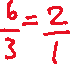 6/3 = 2/1